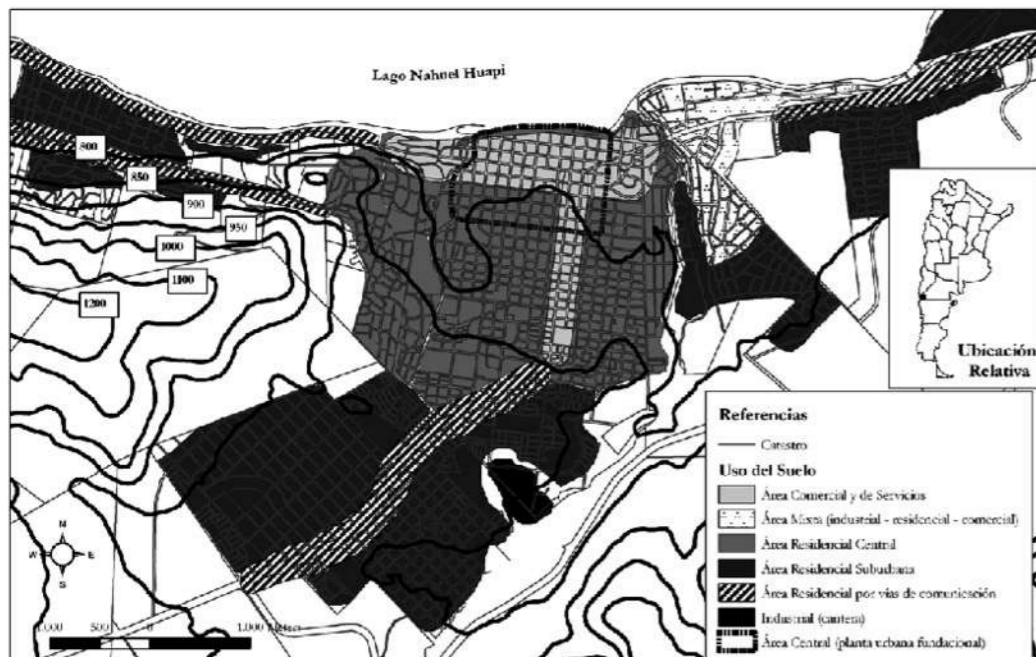 Lago Nahuel Huapi
800
850
900
950
1000
1100
1200
Ubicación
Relativa
Referencias
Catastro
Uso del Suelo
Área Comercial y de Servicios
Área Mixta (industrial - residencial - comercial)
Área Residencial Central
Área Residencial Suburbana
Área Residencial por vías de comunicación
Industrial (cantera)
Área Central (planta urbana fundacional)
N
W E
S
1.000 500 0 1.000 Meters